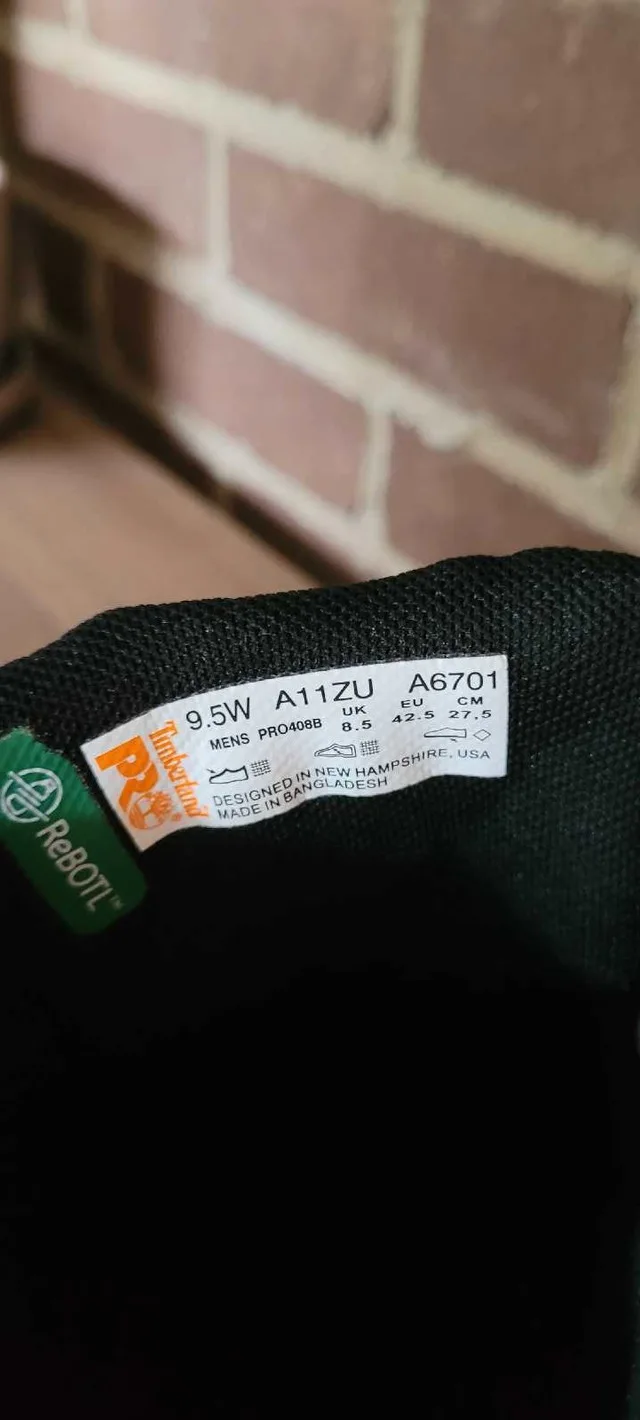 9.5W A11ZU A6701
MENS PRO408B UK EU CM
8.5 42.5 27.5
DESIGNED IN NEW HAMPSHIRE, USA
MADE IN BANGLADESH
Timberland
PRO®
ReBOTL™